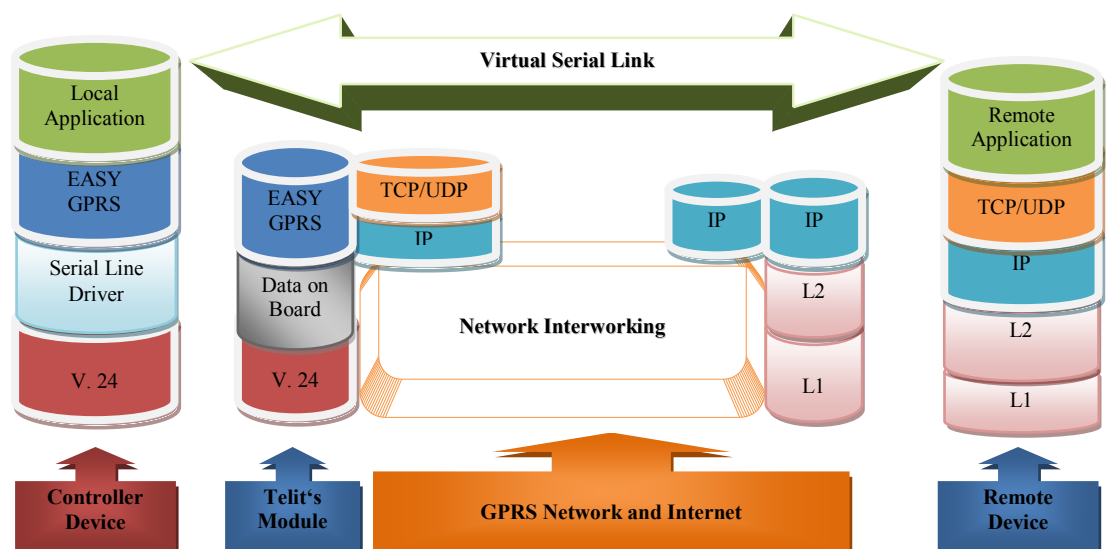 Virtual Serial Link
Local
Application
EASY
GPRS
Serial Line
Driver
V. 24
EASY
GPRS
Data on
Board
V. 24
TCP/UDP
IP
Network Interworking
IP
IP
L2
L1
Remote
Application
TCP/UDP
IP
L2
L1
Controller
Device
Telit‘s
Module
GPRS Network and Internet
Remote
Device